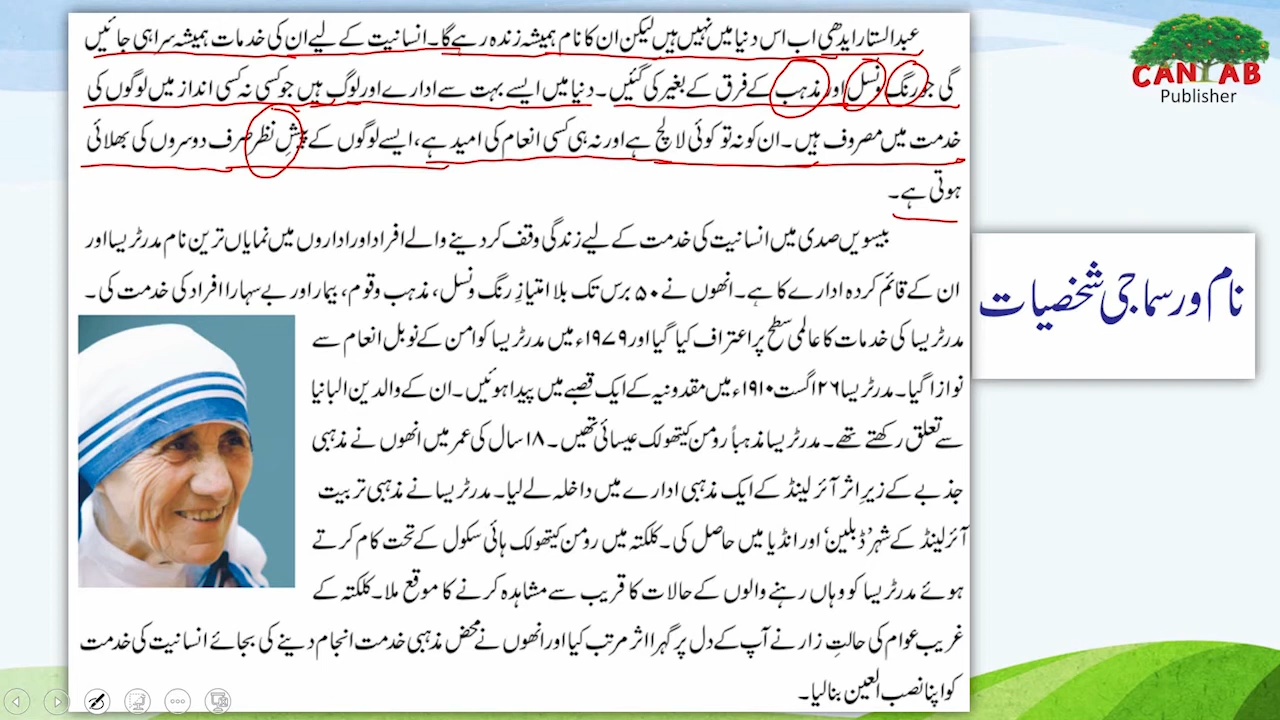 عبدالستار ایدھی اب اس دنیا میں نہیں ہیں لیکن ان کا نام ہمیشہ زندہ رہے گا۔ انسانیت کے لیے ان کی خدمات ہمیشہ سراہی جائیں
گی جو رنگ و نسل اور مذہب کے فرق کے بغیر کی گئیں۔ دنیا میں ایسے بہت سے ادارے اور لوگ ہیں جو کسی نہ کسی انداز میں لوگوں کی
خدمت میں مصروف ہیں۔ ان کو نہ تو کوئی لالچ ہے اور نہ ہی کسی انعام کی امید ہے، ایسے لوگوں کے پیشِ نظر صرف دوسروں کی بھلائی
ہوتی ہے۔
بیسویں صدی میں انسانیت کی خدمت کے لیے زندگی وقف کر دینے والے افراد اور اداروں میں نمایاں ترین نام مدر ٹریسا اور
ان کے قائم کردہ ادارے کا ہے۔ انھوں نے ۵۰ برس تک بلا امتیازِ رنگ و نسل، مذہب و قوم، بیمار اور بے سہارا افراد کی خدمت کی۔
مدر ٹریسا کی خدمات کا عالمی سطح پر اعتراف کیا گیا اور ۱۹۷۹ء میں مدر ٹریسا کو امن کے نوبل انعام سے
نوازا گیا۔ مدر ٹریسا ۲۶ اگست ۱۹۱۰ء میں مقدونیہ کے ایک قصبے میں پیدا ہوئیں۔ ان کے والدین البانیا
سے تعلق رکھتے تھے۔ مدر ٹریسا مذہباً رومن کیتھولک عیسائی تھیں۔ ۱۸ سال کی عمر میں انھوں نے مذہبی
جذبے کے زیرِ اثر آئرلینڈ کے ایک مذہبی ادارے میں داخلہ لے لیا۔ مدر ٹریسا نے مذہبی تربیت
آئرلینڈ کے شہر ’ڈبلین‘ اور انڈیا میں حاصل کی۔ کلکتہ میں رومن کیتھولک ہائی سکول کے تحت کام کرتے
ہوئے مدر ٹریسا کو وہاں رہنے والوں کے حالات کا قریب سے مشاہدہ کرنے کا موقع ملا۔ کلکتہ کے
غریب عوام کی حالتِ زار نے آپ کے دل پر گہرا اثر مرتب کیا اور انھوں نے محض مذہبی خدمت انجام دینے کی بجائے انسانیت کی خدمت
کو اپنا نصب العین بنا لیا۔
CANTAB
Publisher
نام ور سماجی شخصیات